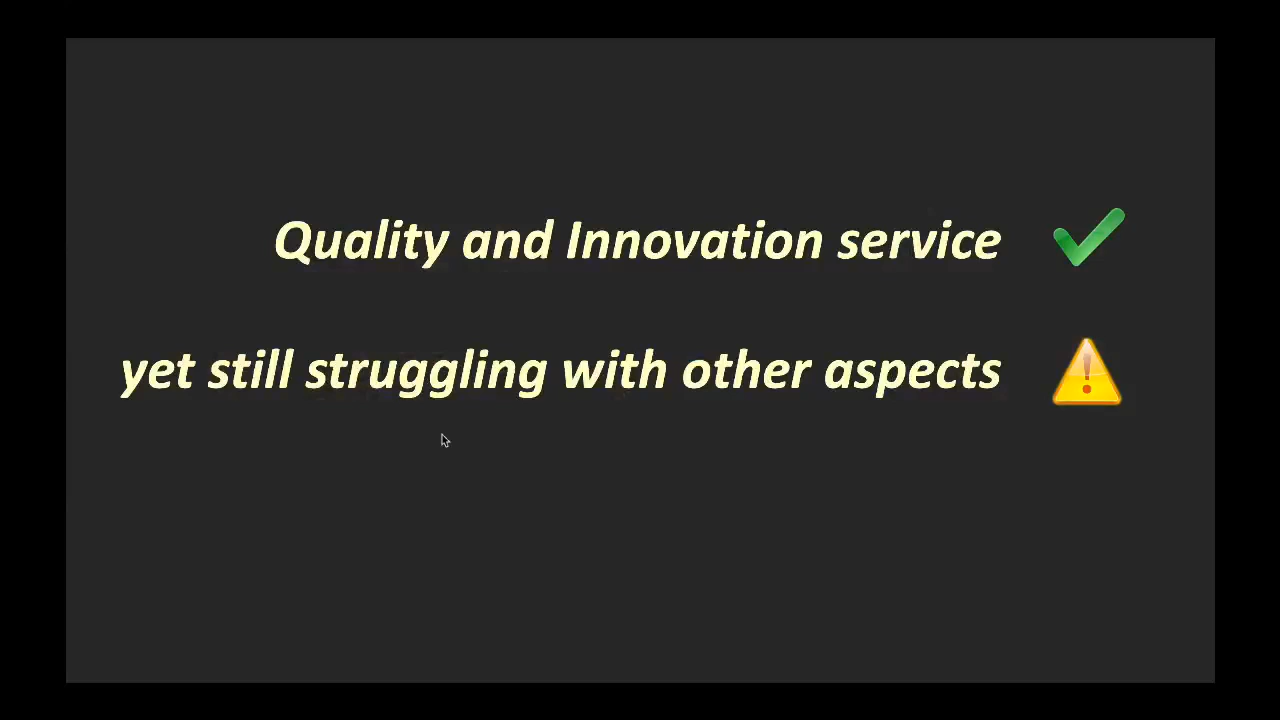 Quality and Innovation service
yet still struggling with other aspects